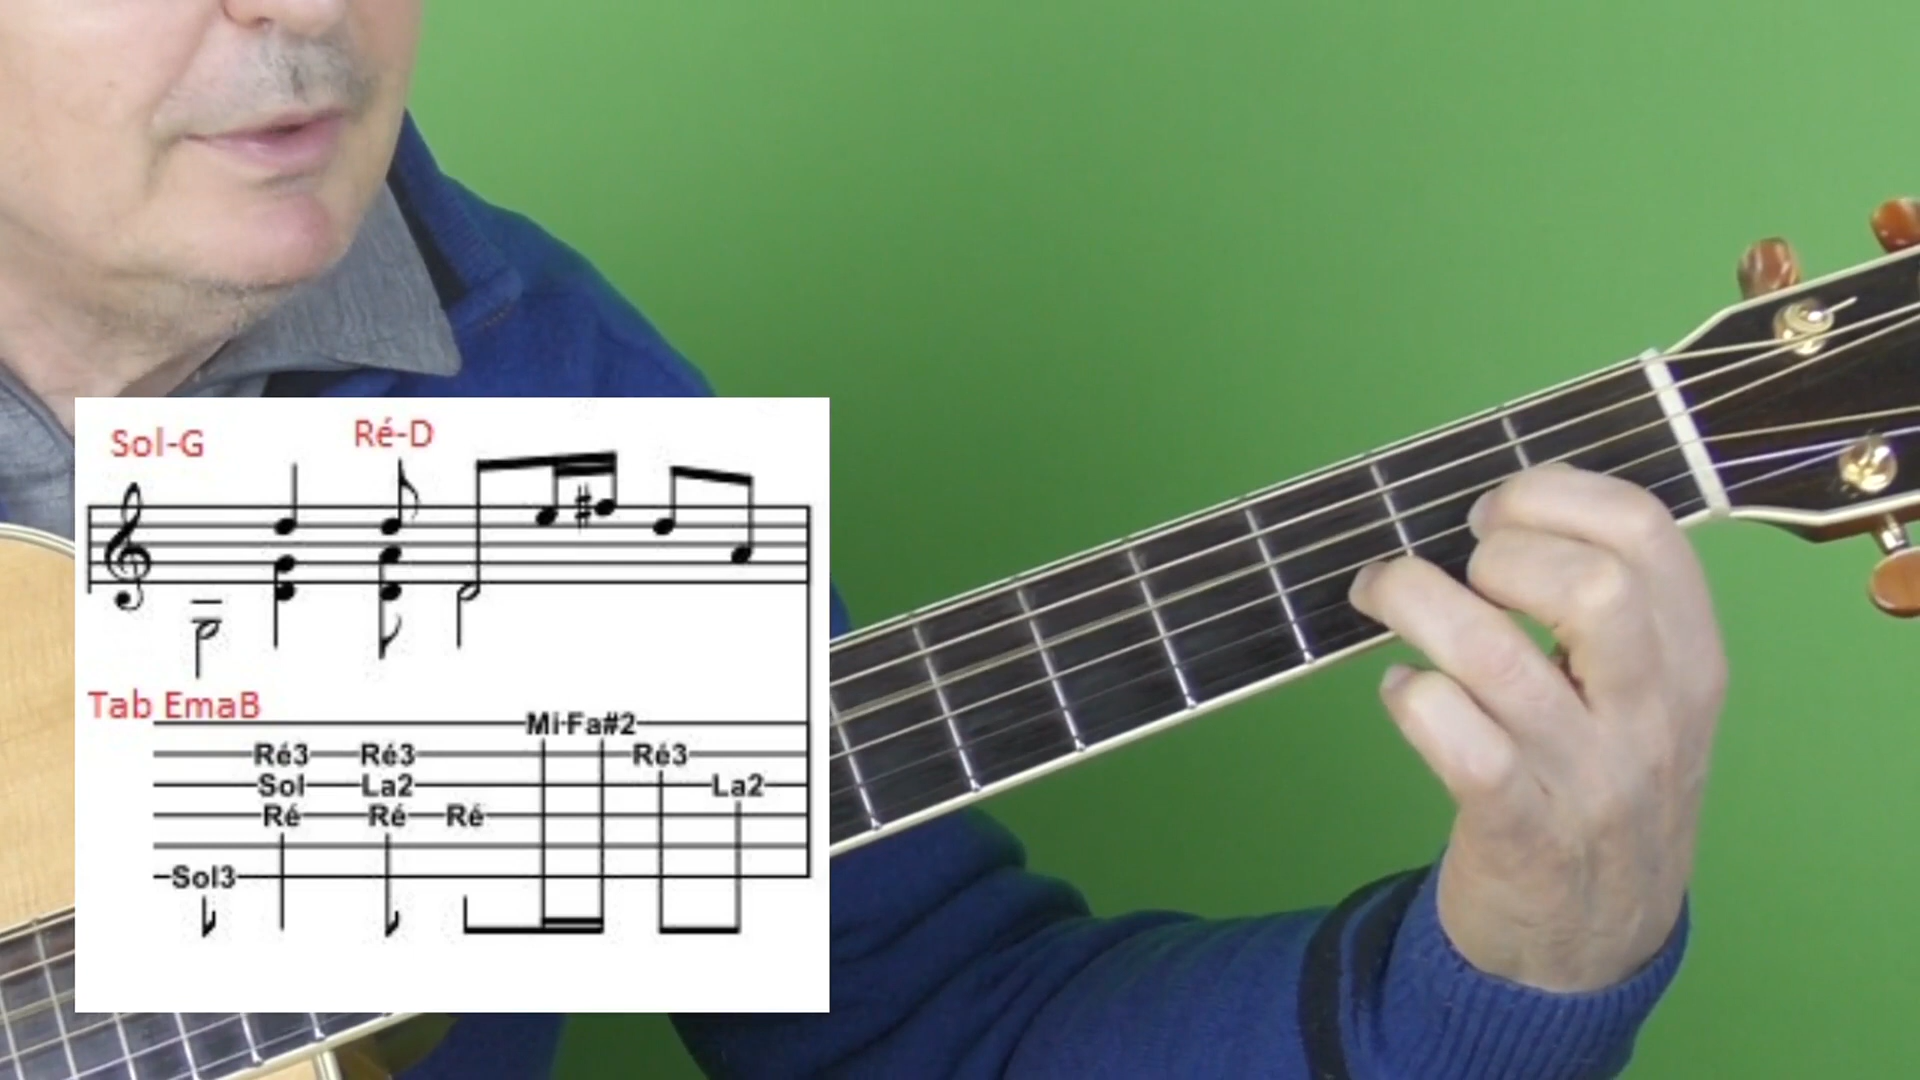 Sol-G Ré-D
Tab EmaB
Mi Fa#2
Ré3 Ré3 Ré3
Sol La2 La2
Ré Ré Ré
Sol3